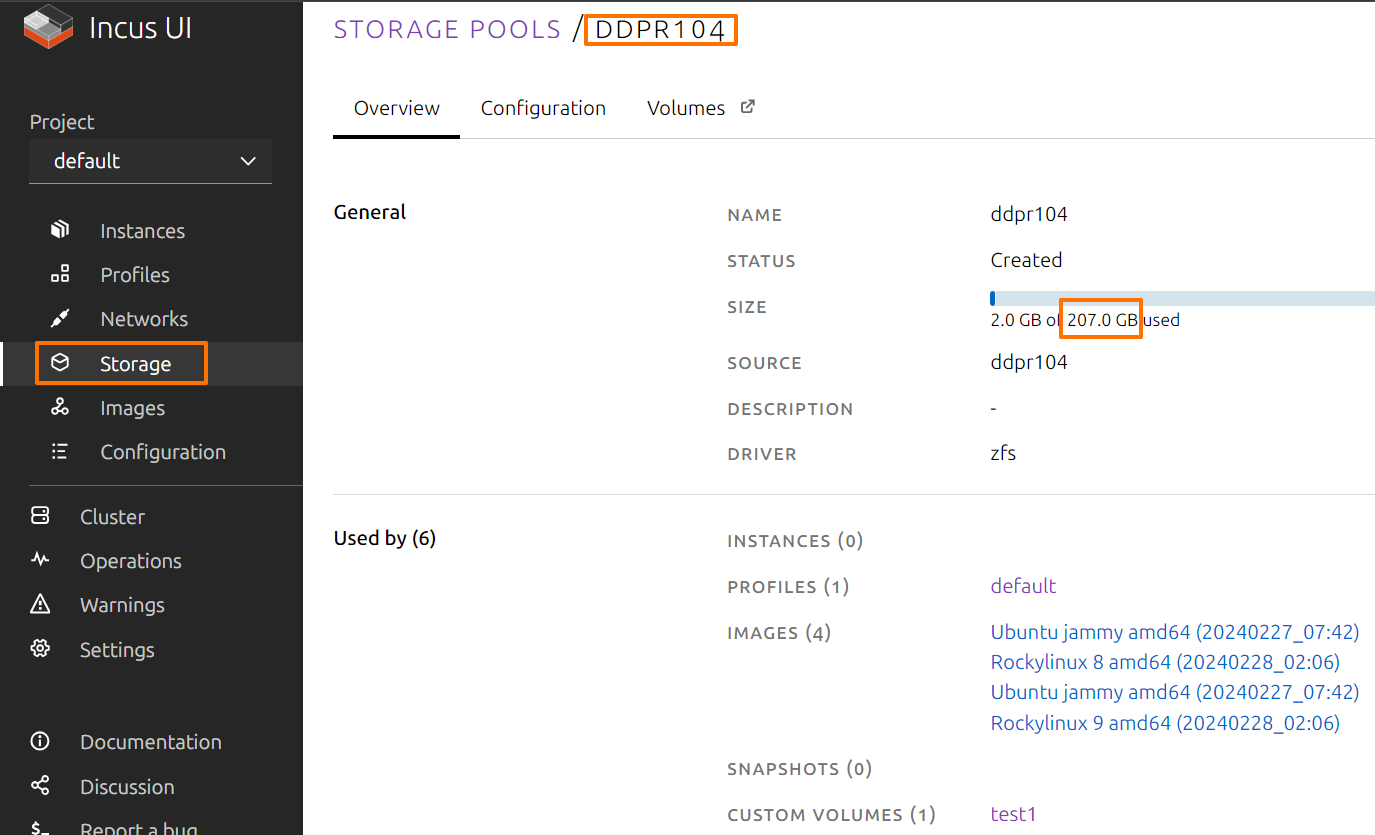 Incus UI
Project
default
Instances
Profiles
Networks
Storage
Images
Configuration
Cluster
Operations
Warnings
Settings
Documentation
Discussion
Report a bug
STORAGE POOLS / DDPR104
Overview Configuration Volumes
General
NAME ddpr104
STATUS Created
SIZE
2.0 GB of 207.0 GB used
SOURCE ddpr104
DESCRIPTION -
DRIVER zfs
Used by (6)
INSTANCES (0)
PROFILES (1) default
IMAGES (4) Ubuntu jammy amd64 (20240227_07:42)
Rockylinux 8 amd64 (20240228_02:06)
Ubuntu jammy amd64 (20240227_07:42)
Rockylinux 9 amd64 (20240228_02:06)
SNAPSHOTS (0)
CUSTOM VOLUMES (1) test1